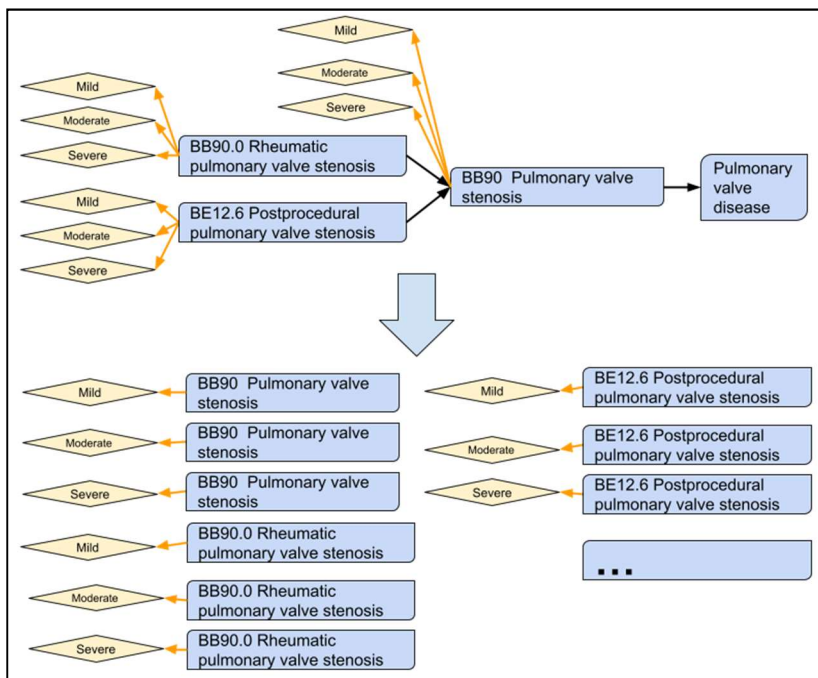 Mild
Moderate
Severe
Mild
Moderate
Severe
BB90.0 Rheumatic
pulmonary valve stenosis
Mild
Moderate
Severe
BE12.6 Postprocedural
pulmonary valve stenosis
BB90 Pulmonary valve
stenosis
Pulmonary
valve
disease
Mild
BB90 Pulmonary valve
stenosis
Moderate
BB90 Pulmonary valve
stenosis
Severe
BB90 Pulmonary valve
stenosis
Mild
BB90.0 Rheumatic
pulmonary valve stenosis
Moderate
BB90.0 Rheumatic
pulmonary valve stenosis
Severe
BB90.0 Rheumatic
pulmonary valve stenosis
Mild
BE12.6 Postprocedural
pulmonary valve stenosis
Moderate
BE12.6 Postprocedural
pulmonary valve stenosis
Severe
BE12.6 Postprocedural
pulmonary valve stenosis
...